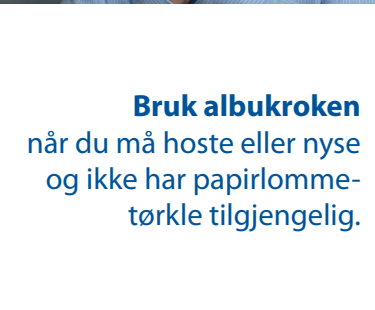 Bruk albukroken
når du må hoste eller nyse
og ikke har papirlomme-
tørkle tilgjengelig.